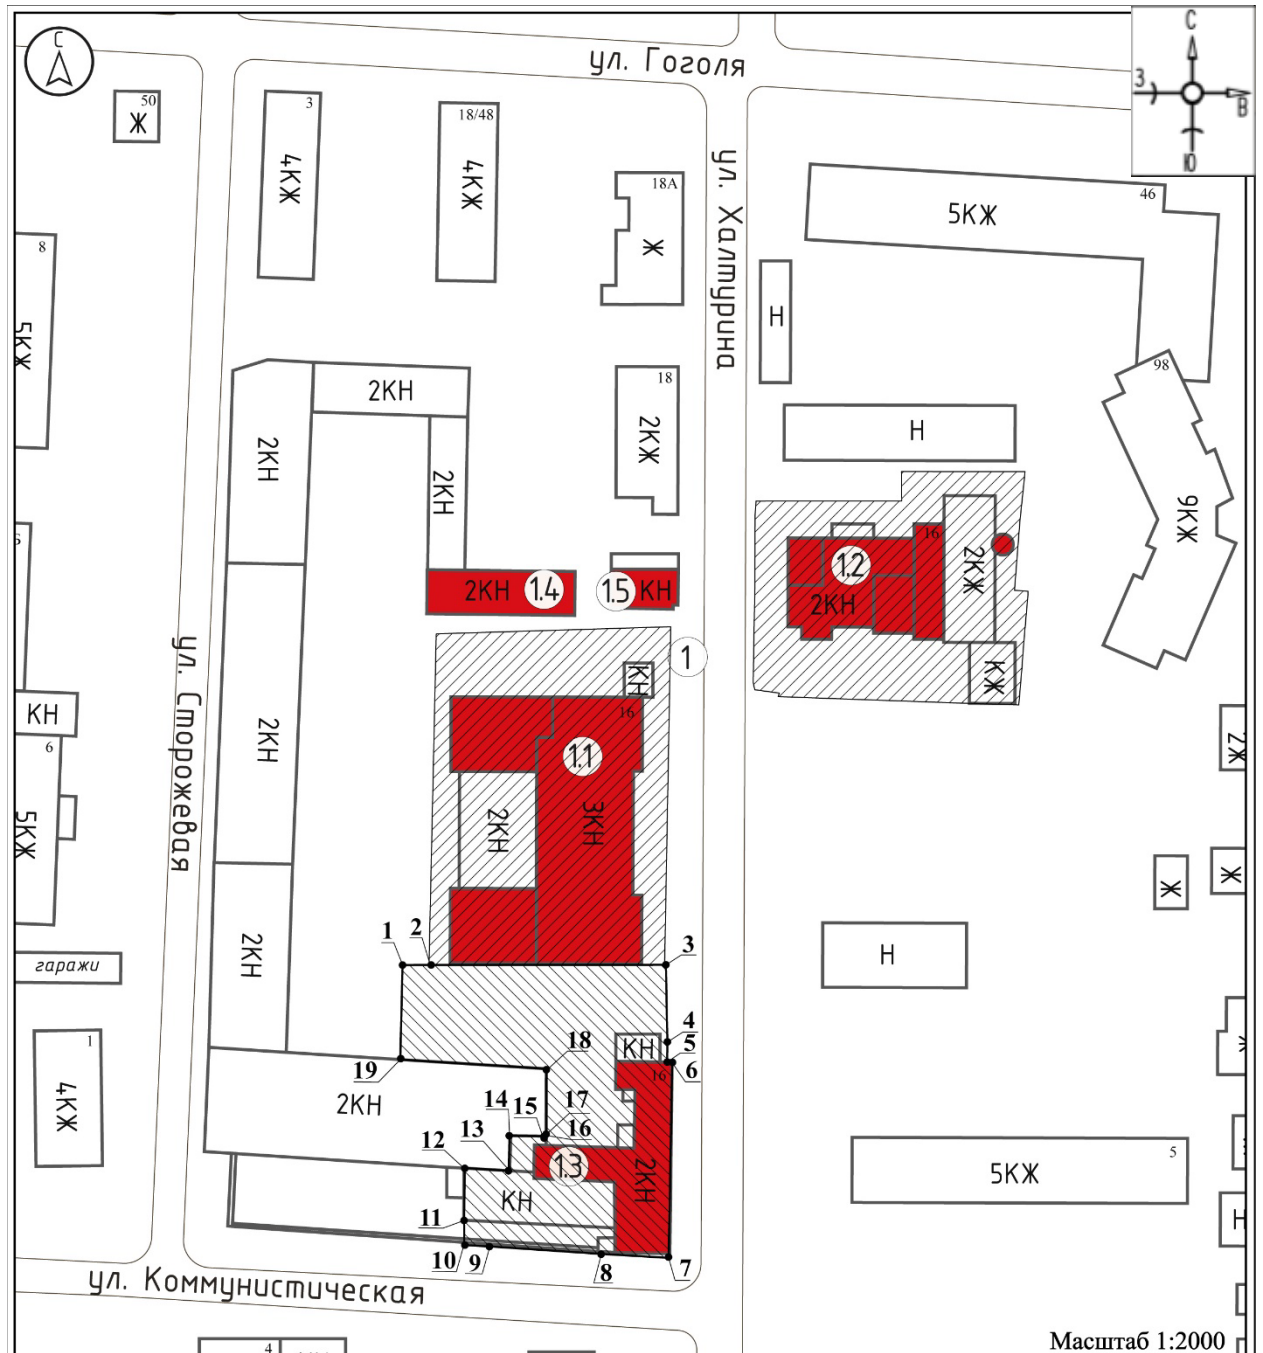 С
ул. Гоголя
С
З
В
Ю
50
Ж
3
4КЖ
18/48
4КЖ
18А
Ж
ул. Халтурина
46
5КЖ
8
5КЖ
Н
98
9КЖ
2КН
2КН
2КН
18
2КЖ
Н
16
1.2
2КН
2КЖ
КЖ
2КН
1.4
1.5
КН
1
КН
16
1.1
2КН
3КН
ул. Сторожевая
2КН
КН
6
5КЖ
2Ж
Ж
Ж
2КН
гаражи
Н
1
2
3
4
5
6
КН
16
1
4КЖ
19
18
2КН
14
15
17
16
13
12
1.3
2КН
КН
5
5КЖ
Н
11
10
9
8
7
ул. Коммунистическая
4
Масштаб 1:2000